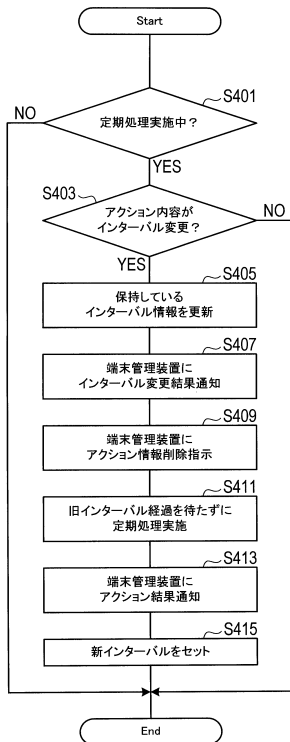 Start
S401
NO
定期処理実施中？
YES
S403
アクション内容が
インターバル変更？
NO
YES
S405
保持している
インターバル情報を更新
S407
端末管理装置に
インターバル変更結果通知
S409
端末管理装置に
アクション情報削除指示
S411
旧インターバル経過を待たずに
定期処理実施
S413
端末管理装置に
アクション結果通知
S415
新インターバルをセット
End